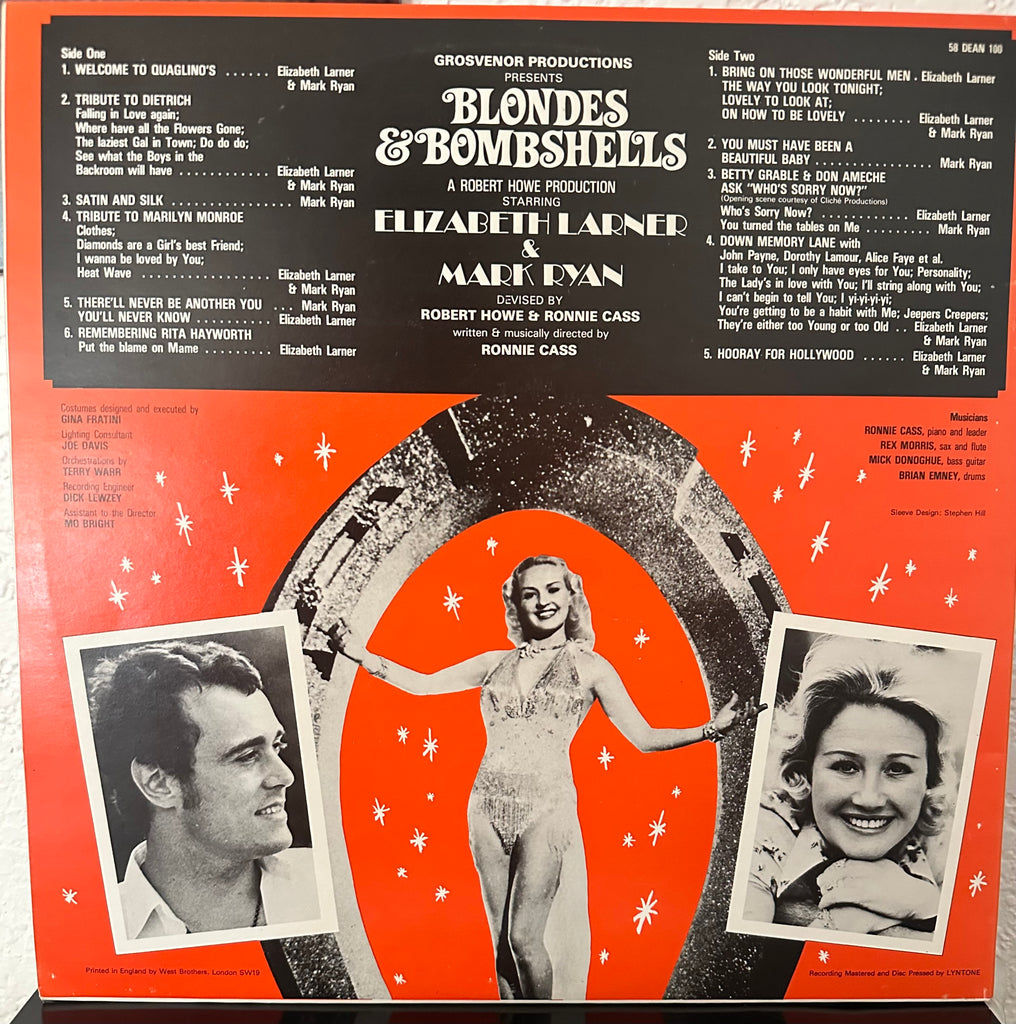 58 DEAN 100
Side One
1. WELCOME TO QUAGLINO'S ...... Elizabeth Larner
& Mark Ryan
2. TRIBUTE TO DIETRICH
Falling in Love again;
Where have all the Flowers Gone;
The laziest Gal in Town; Do do do;
See what the Boys in the
Backroom will have ............ Elizabeth Larner
& Mark Ryan
3. SATIN AND SILK ................ Mark Ryan
4. TRIBUTE TO MARILYN MONROE
Clothes;
Diamonds are a Girl's best Friend;
I wanna be loved by You;
Heat Wave ................. Elizabeth Larner
& Mark Ryan
5. THERE'LL NEVER BE ANOTHER YOU ... Mark Ryan
YOU'LL NEVER KNOW .......... Elizabeth Larner
6. REMEMBERING RITA HAYWORTH
Put the blame on Mame ......... Elizabeth Larner
GROSVENOR PRODUCTIONS
PRESENTS
BLONDES
& BOMBSHELLS
A ROBERT HOWE PRODUCTION
STARRING
ELIZABETH LARNER
&
MARK RYAN
DEVISED BY
ROBERT HOWE & RONNIE CASS
written & musically directed by
RONNIE CASS
Side Two
1. BRING ON THOSE WONDERFUL MEN . Elizabeth Larner
THE WAY YOU LOOK TONIGHT;
LOVELY TO LOOK AT;
ON HOW TO BE LOVELY ........ Elizabeth Larner
& Mark Ryan
2. YOU MUST HAVE BEEN A
BEAUTIFUL BABY ............... Mark Ryan
3. BETTY GRABLE & DON AMECHE
ASK "WHO'S SORRY NOW?"
(Opening scene courtesy of Cliché Productions)
Who's Sorry Now? ............ Elizabeth Larner
You turned the tables on Me ......... Mark Ryan
4. DOWN MEMORY LANE with
John Payne, Dorothy Lamour, Alice Faye et al.
I take to You; I only have eyes for You; Personality;
The Lady's in love with You; I'll string along with You;
I can't begin to tell You; I yi-yi-yi-yi;
You're getting to be a habit with Me; Jeepers Creepers;
They're either too Young or too Old .. Elizabeth Larner
& Mark Ryan
5. HOORAY FOR HOLLYWOOD ...... Elizabeth Larner
& Mark Ryan
Costumes designed and executed by
GINA FRATINI
Lighting Consultant
JOE DAVIS
Orchestrations by
TERRY WARR
Recording Engineer
DICK LEWZEY
Assistant to the Director
MO BRIGHT
Musicians
RONNIE CASS, piano and leader
REX MORRIS, sax and flute
MICK DONOGHUE, bass guitar
BRIAN EMNEY, drums
Sleeve Design: Stephen Hill
Printed in England by West Brothers, London SW19
Recording Mastered and Disc Pressed by LYNTONE